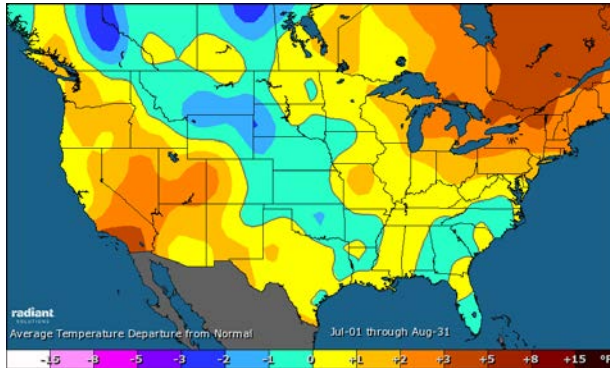 radiant
SOLUTIONS
Average Temperature Departure from Normal
Jul-01 through Aug-31
-15 -8 -5 -3 -2 -1 0 +1 +2 +3 +5 +8 +15 °F